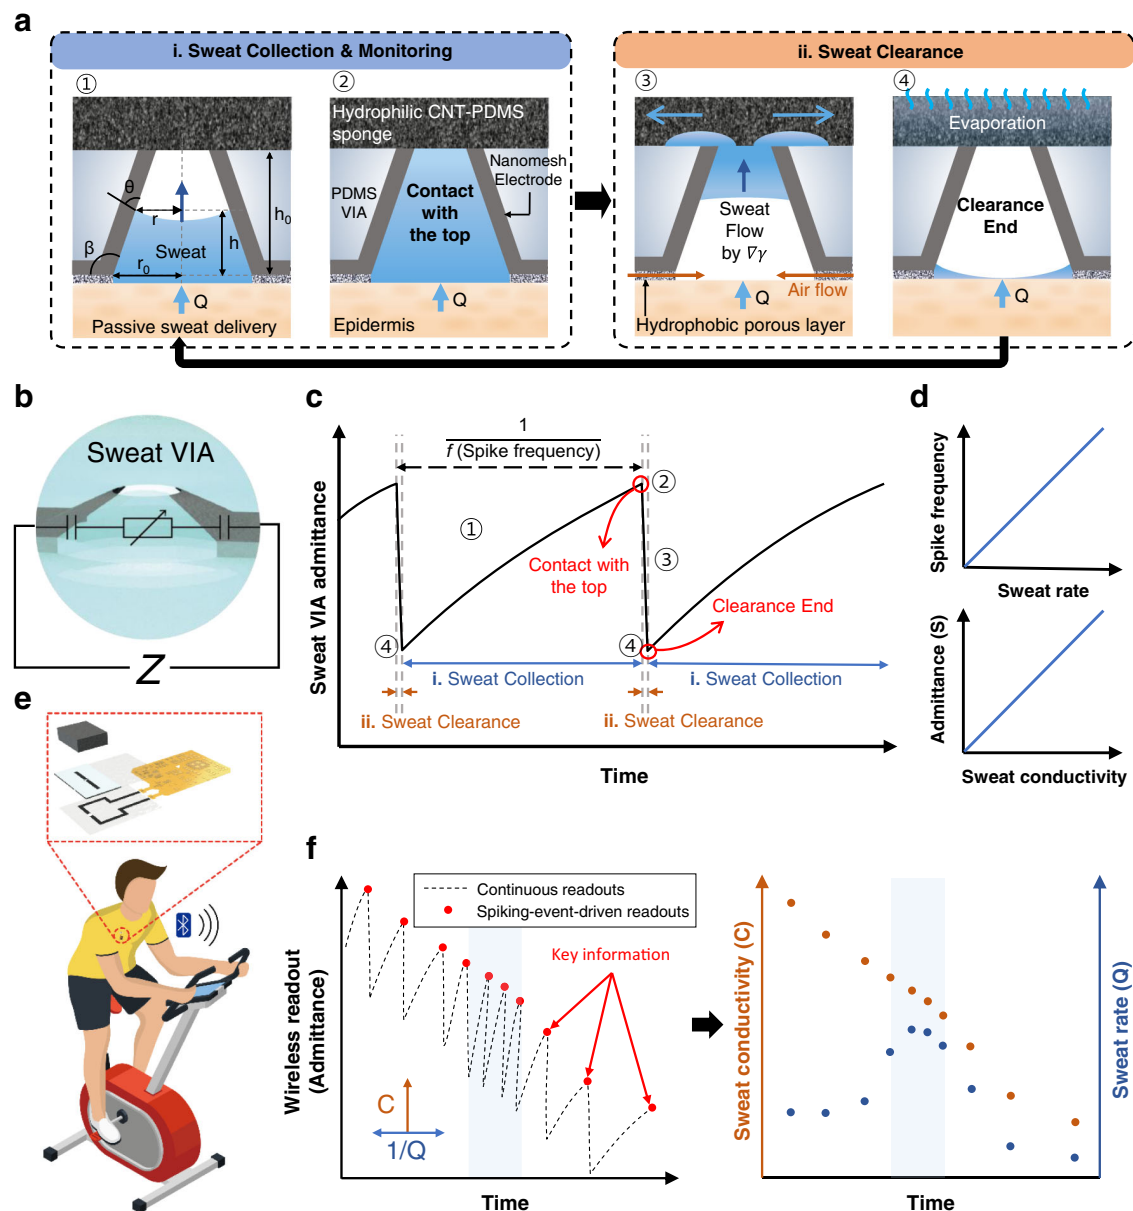 a
i. Sweat Collection & Monitoring
ii. Sweat Clearance
①
②
③
④
Hydrophilic CNT-PDMS
sponge
Evaporation
θ
r
h₀
h
β
r₀
Sweat
Q
Passive sweat delivery
PDMS
VIA
Nanomesh
Electrode
Contact
with
the top
Q
Epidermis
Sweat
Flow
by ∇γ
Air flow
Q
Hydrophobic porous layer
Clearance
End
Q
b
Sweat VIA
Z
c
Sweat VIA admittance
1
f (Spike frequency)
①
②
③
④
④
Contact with
the top
Clearance End
i. Sweat Collection
i. Sweat Collection
ii. Sweat Clearance
ii. Sweat Clearance
Time
d
Spike frequency
Sweat rate
Admittance (S)
Sweat conductivity
e
f
Wireless readout
(Admittance)
Continuous readouts
Spiking-event-driven readouts
Key information
C
1/Q
Time
Sweat conductivity (C)
Sweat rate (Q)
Time